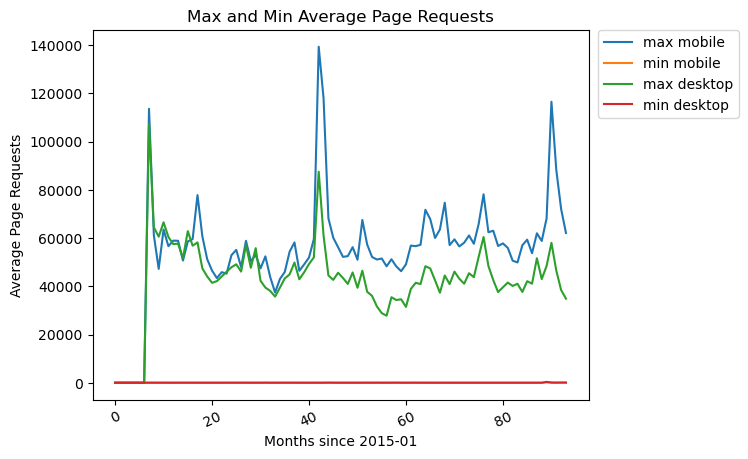 Max and Min Average Page Requests
max mobile
min mobile
max desktop
min desktop
Average Page Requests
140000
120000
100000
80000
60000
40000
20000
0
0 20 40 60 80
Months since 2015-01